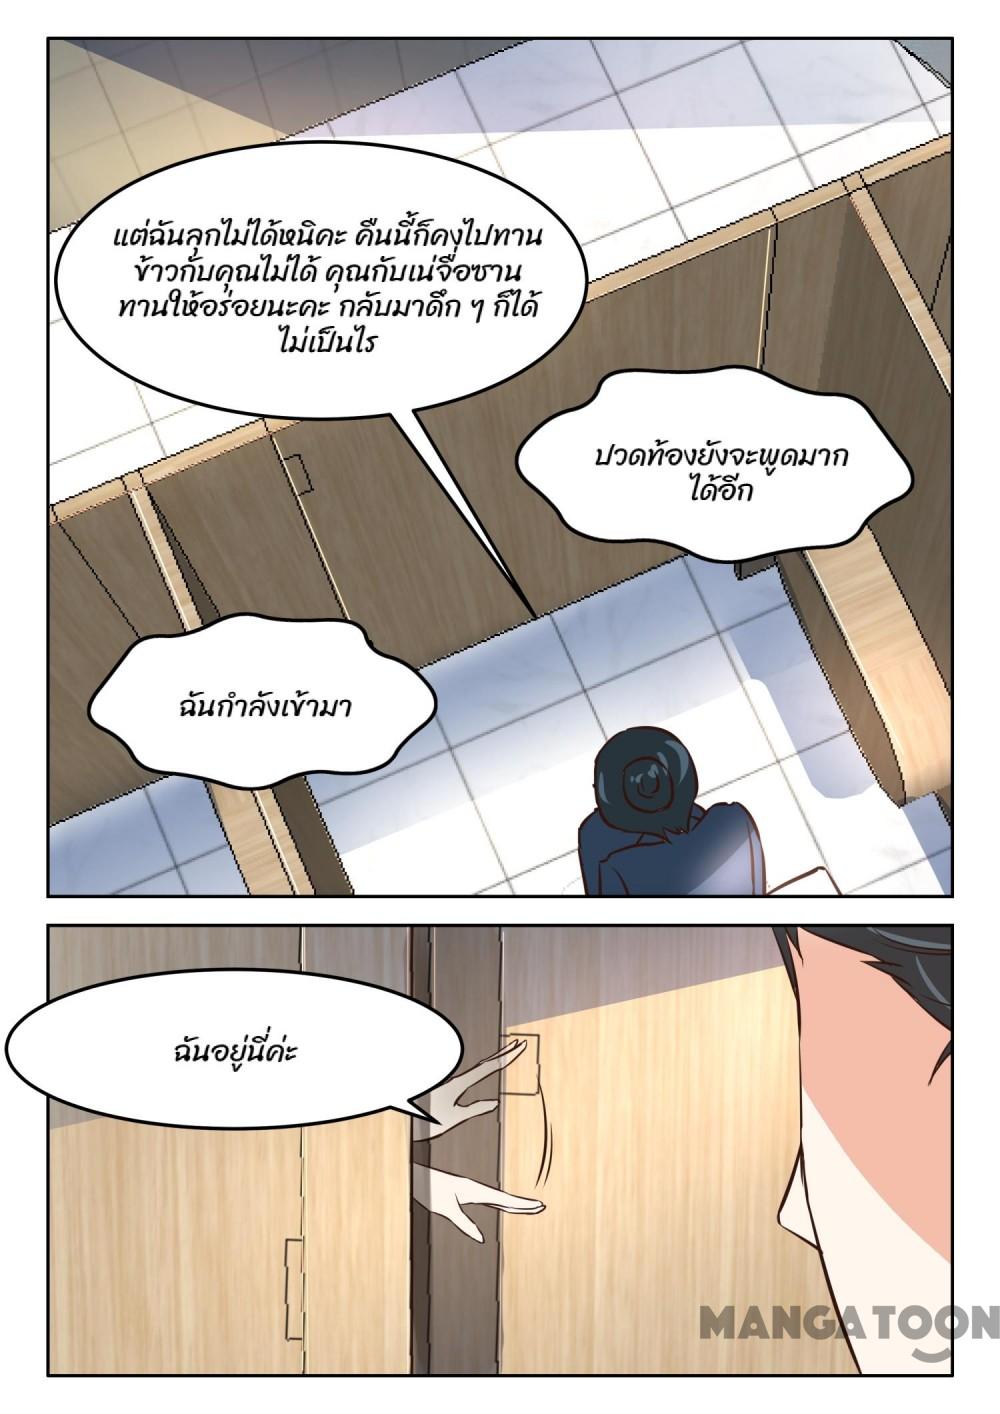 แต่ฉันลุกไม่ได้หนิคะ คืนนี้ก็คงไปทาน
ข้าวกับคุณไม่ได้ คุณกับเน่จื่อซาน
ทานให้อร่อยนะคะ กลับมาดึก ๆ ก็ได้
ไม่เป็นไร
ปวดท้องยังจะพูดมาก
ได้อีก
ฉันกำลังเข้ามา
ฉันอยู่นี่ค่ะ
MANGATOON